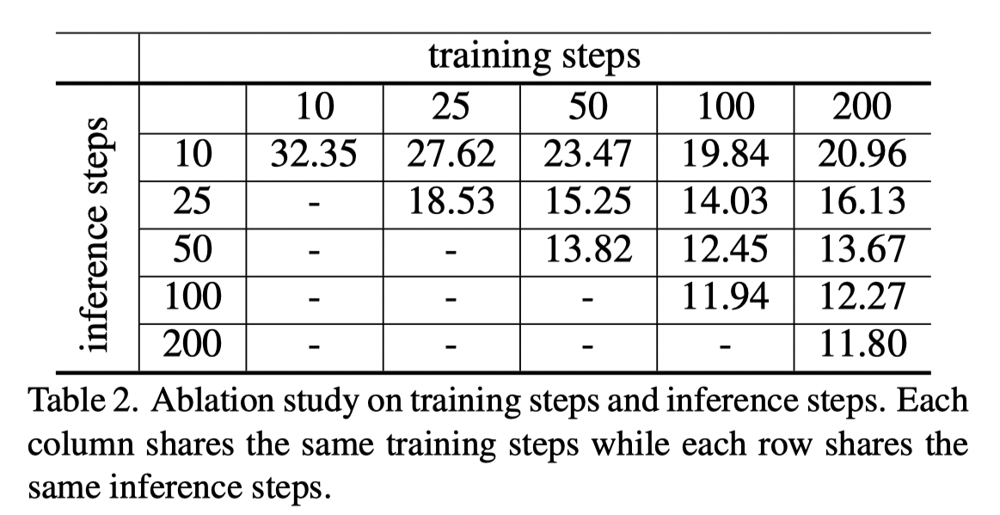 training steps
inference steps
10 25 50 100 200
10 32.35 27.62 23.47 19.84 20.96
25 - 18.53 15.25 14.03 16.13
50 - - 13.82 12.45 13.67
100 - - - 11.94 12.27
200 - - - - 11.80
Table 2. Ablation study on training steps and inference steps. Each
column shares the same training steps while each row shares the
same inference steps.